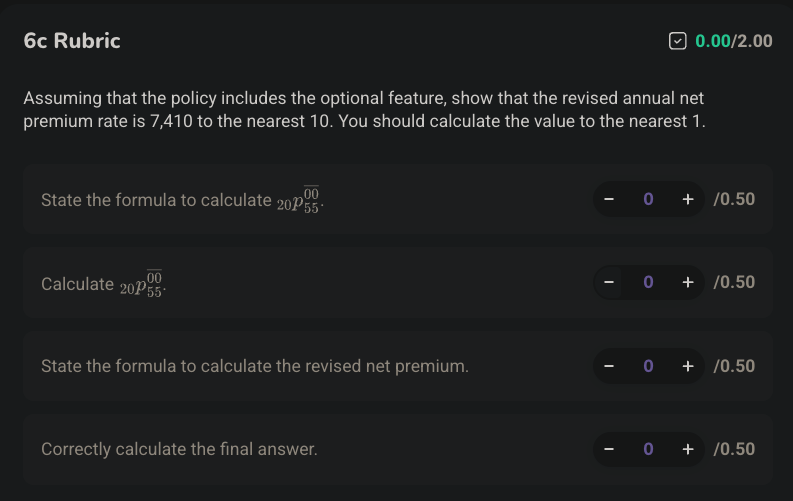 6c Rubric
0.00/2.00
Assuming that the policy includes the optional feature, show that the revised annual net
premium rate is 7,410 to the nearest 10. You should calculate the value to the nearest 1.
State the formula to calculate $_{20}p_{55}^{\overline{00}}$.
− 0 + /0.50
Calculate $_{20}p_{55}^{\overline{00}}$.
− 0 + /0.50
State the formula to calculate the revised net premium.
− 0 + /0.50
Correctly calculate the final answer.
− 0 + /0.50